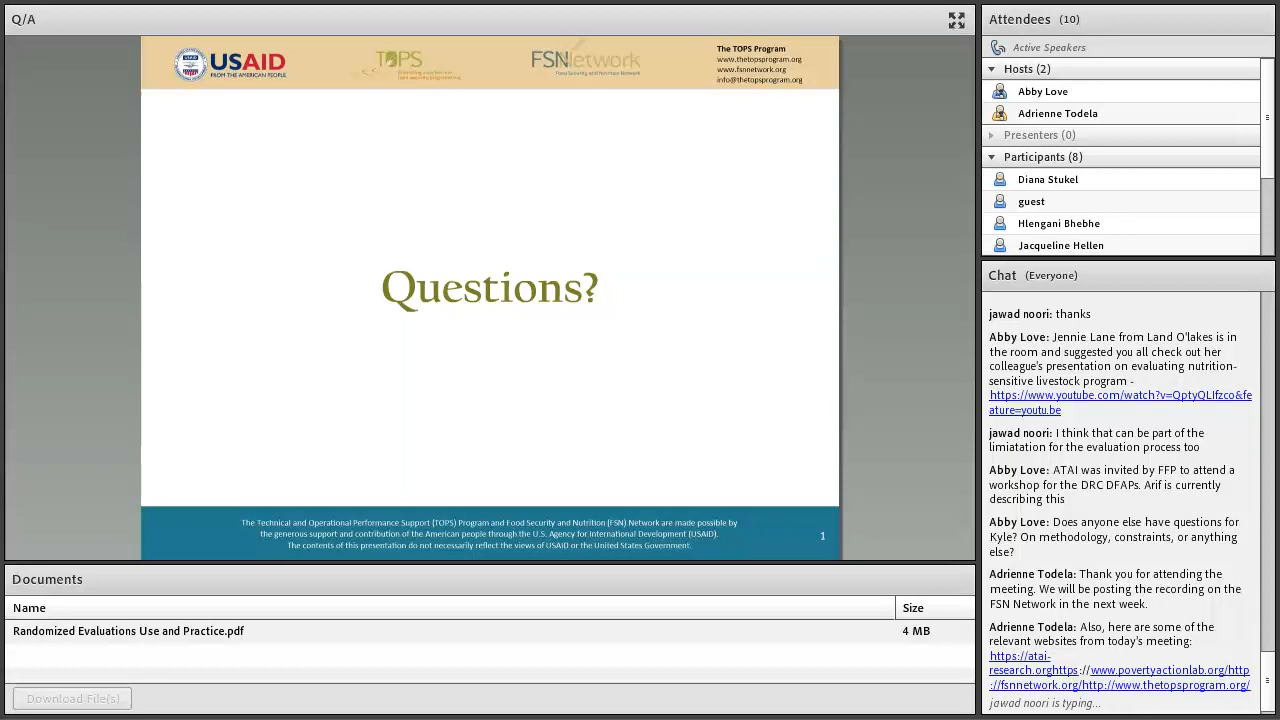 Q/A
USAID
FROM THE AMERICAN PEOPLE
TOPS
FSNetwork
Food Security and Nutrition Network
The TOPS Program
www.thetopsprogram.org
www.fsnnetwork.org
info@thetopsprogram.org
Questions?
The Technical and Operational Performance Support (TOPS) Program and Food Security and Nutrition (FSN) Network are made possible by
the generous support and contribution of the American people through the U.S. Agency for International Development (USAID).
The contents of this presentation do not necessarily reflect the views of USAID or the United States Government.
1
Documents
Name Size
Randomized Evaluations Use and Practice.pdf 4 MB
Download File(s)
Attendees (10)
Active Speakers
Hosts (2)
Abby Love
Adrienne Todela
Presenters (0)
Participants (8)
Diana Stukel
guest
Hlengani Bhebhe
Jacqueline Hellen
Chat (Everyone)
jawad noori: thanks
Abby Love: Jennie Lane from Land O'lakes is in
the room and suggested you all check out her
colleague's presentation on evaluating nutrition-
sensitive livestock program -
https://www.youtube.com/watch?v=QptyQLIfzco&fe
ature=youtu.be
jawad noori: I think that can be part of the
limiatation for the evaluation process too
Abby Love: ATAI was invited by FFP to attend a
workshop for the DRC DFAPs. Arif is currently
describing this
Abby Love: Does anyone else have questions for
Kyle? On methodology, constraints, or anything
else?
Adrienne Todela: Thank you for attending the
meeting. We will be posting the recording on the
FSN Network in the next week.
Adrienne Todela: Also, here are some of the
relevant websites from today's meeting:
https://atai-
research.orghttps://www.povertyactionlab.org/http
://fsnnetwork.org/http://www.thetopsprogram.org/
jawad noori is typing...